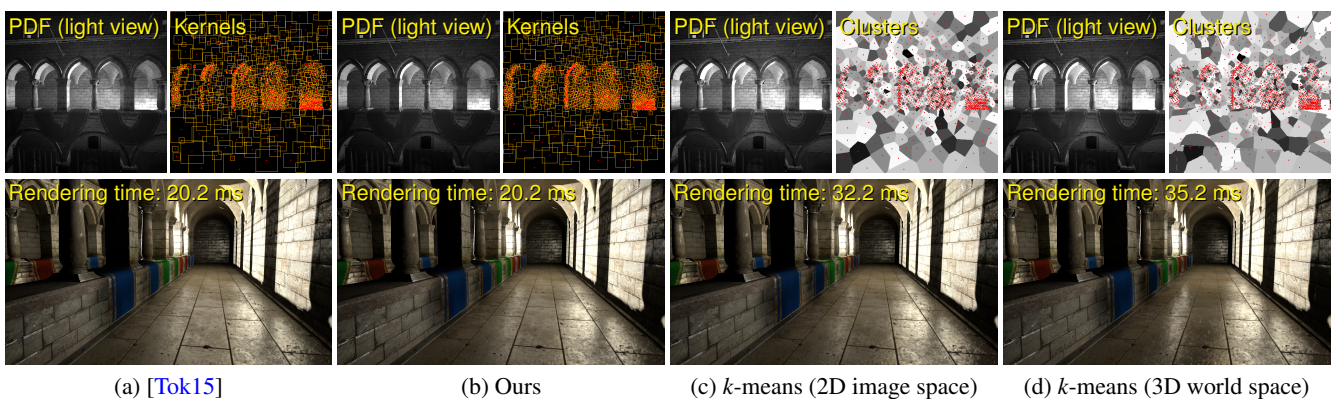 PDF (light view) Kernels PDF (light view) Kernels PDF (light view) Clusters PDF (light view) Clusters
Rendering time: 20.2 ms Rendering time: 20.2 ms Rendering time: 32.2 ms Rendering time: 35.2 ms
(a) [Tok15] (b) Ours (c) k-means (2D image space) (d) k-means (3D world space)